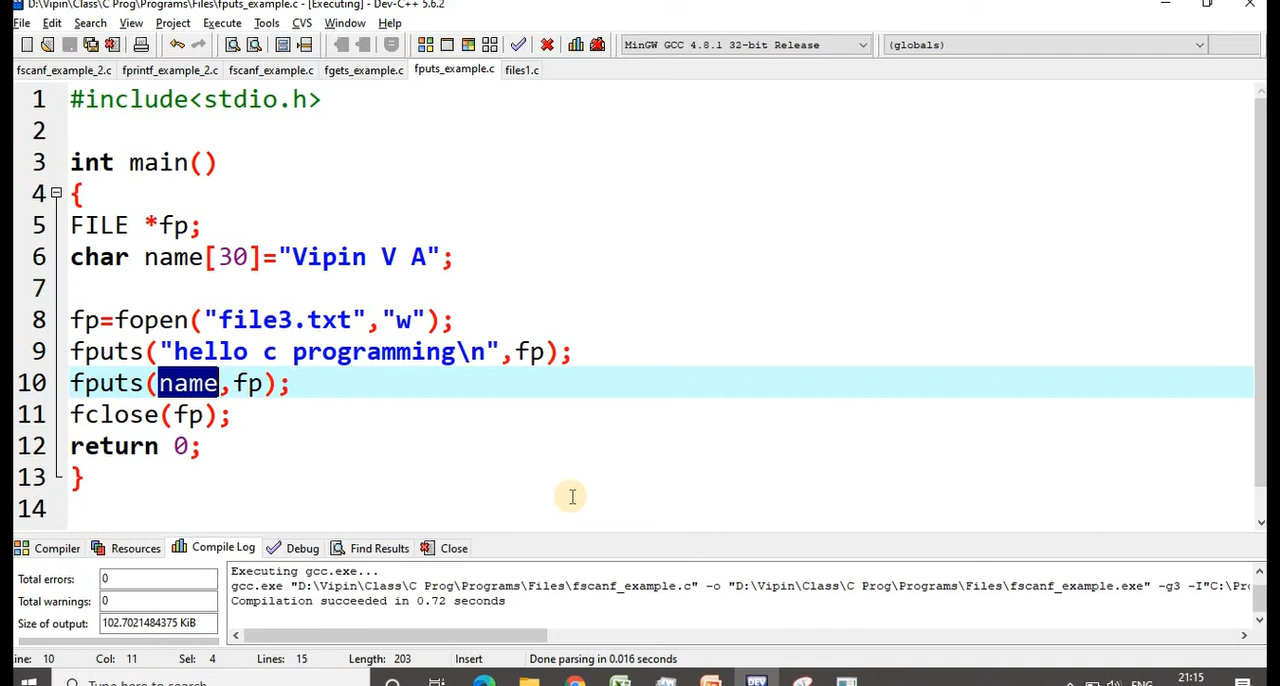 D:\Vipin\Class\C Prog\Programs\Files\fputs_example.c - [Executing] - Dev-C++ 5.6.2
File Edit Search View Project Execute Tools CVS Window Help
MinGW GCC 4.8.1 32-bit Release (globals)
fscanf_example_2.c fprintf_example_2.c fscanf_example.c fgets_example.c fputs_example.c files1.c
1 #include<stdio.h>
2
3 int main()
4 {
5 FILE *fp;
6 char name[30]="Vipin V A";
7
8 fp=fopen("file3.txt","w");
9 fputs("hello c programming\n",fp);
10 fputs(name,fp);
11 fclose(fp);
12 return 0;
13 }
14
Compiler Resources Compile Log Debug Find Results Close
Total errors: 0
Total warnings: 0
Size of output: 102.7021484375 KiB
Executing gcc.exe...
gcc.exe "D:\Vipin\Class\C Prog\Programs\Files\fscanf_example.c" -o "D:\Vipin\Class\C Prog\Programs\Files\fscanf_example.exe" -g3 -I"C:\Pr
Compilation succeeded in 0.72 seconds
ine: 10 Col: 11 Sel: 4 Lines: 15 Length: 203 Insert Done parsing in 0.016 seconds
Type here to search DEV ENG 21:15